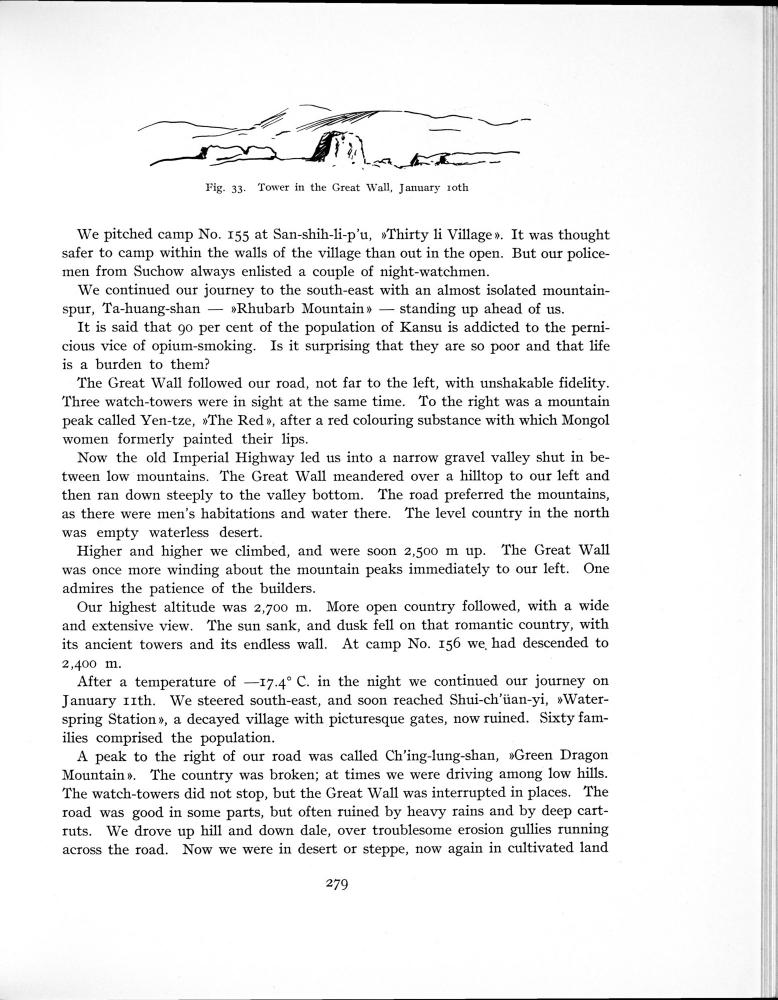 Fig. 33. Tower in the Great Wall, January 10th
We pitched camp No. 155 at San-shih-li-p'u, »Thirty li Village». It was thought
safer to camp within the walls of the village than out in the open. But our police-
men from Suchow always enlisted a couple of night-watchmen.
We continued our journey to the south-east with an almost isolated mountain-
spur, Ta-huang-shan — »Rhubarb Mountain» — standing up ahead of us.
It is said that 90 per cent of the population of Kansu is addicted to the perni-
cious vice of opium-smoking. Is it surprising that they are so poor and that life
is a burden to them?
The Great Wall followed our road, not far to the left, with unshakable fidelity.
Three watch-towers were in sight at the same time. To the right was a mountain
peak called Yen-tze, »The Red», after a red colouring substance with which Mongol
women formerly painted their lips.
Now the old Imperial Highway led us into a narrow gravel valley shut in be-
tween low mountains. The Great Wall meandered over a hilltop to our left and
then ran down steeply to the valley bottom. The road preferred the mountains,
as there were men's habitations and water there. The level country in the north
was empty waterless desert.
Higher and higher we climbed, and were soon 2,500 m up. The Great Wall
was once more winding about the mountain peaks immediately to our left. One
admires the patience of the builders.
Our highest altitude was 2,700 m. More open country followed, with a wide
and extensive view. The sun sank, and dusk fell on that romantic country, with
its ancient towers and its endless wall. At camp No. 156 we had descended to
2,400 m.
After a temperature of —17.4° C. in the night we continued our journey on
January 11th. We steered south-east, and soon reached Shui-ch'üan-yi, »Water-
spring Station», a decayed village with picturesque gates, now ruined. Sixty fam-
ilies comprised the population.
A peak to the right of our road was called Ch'ing-lung-shan, »Green Dragon
Mountain». The country was broken; at times we were driving among low hills.
The watch-towers did not stop, but the Great Wall was interrupted in places. The
road was good in some parts, but often ruined by heavy rains and by deep cart-
ruts. We drove up hill and down dale, over troublesome erosion gullies running
across the road. Now we were in desert or steppe, now again in cultivated land
279